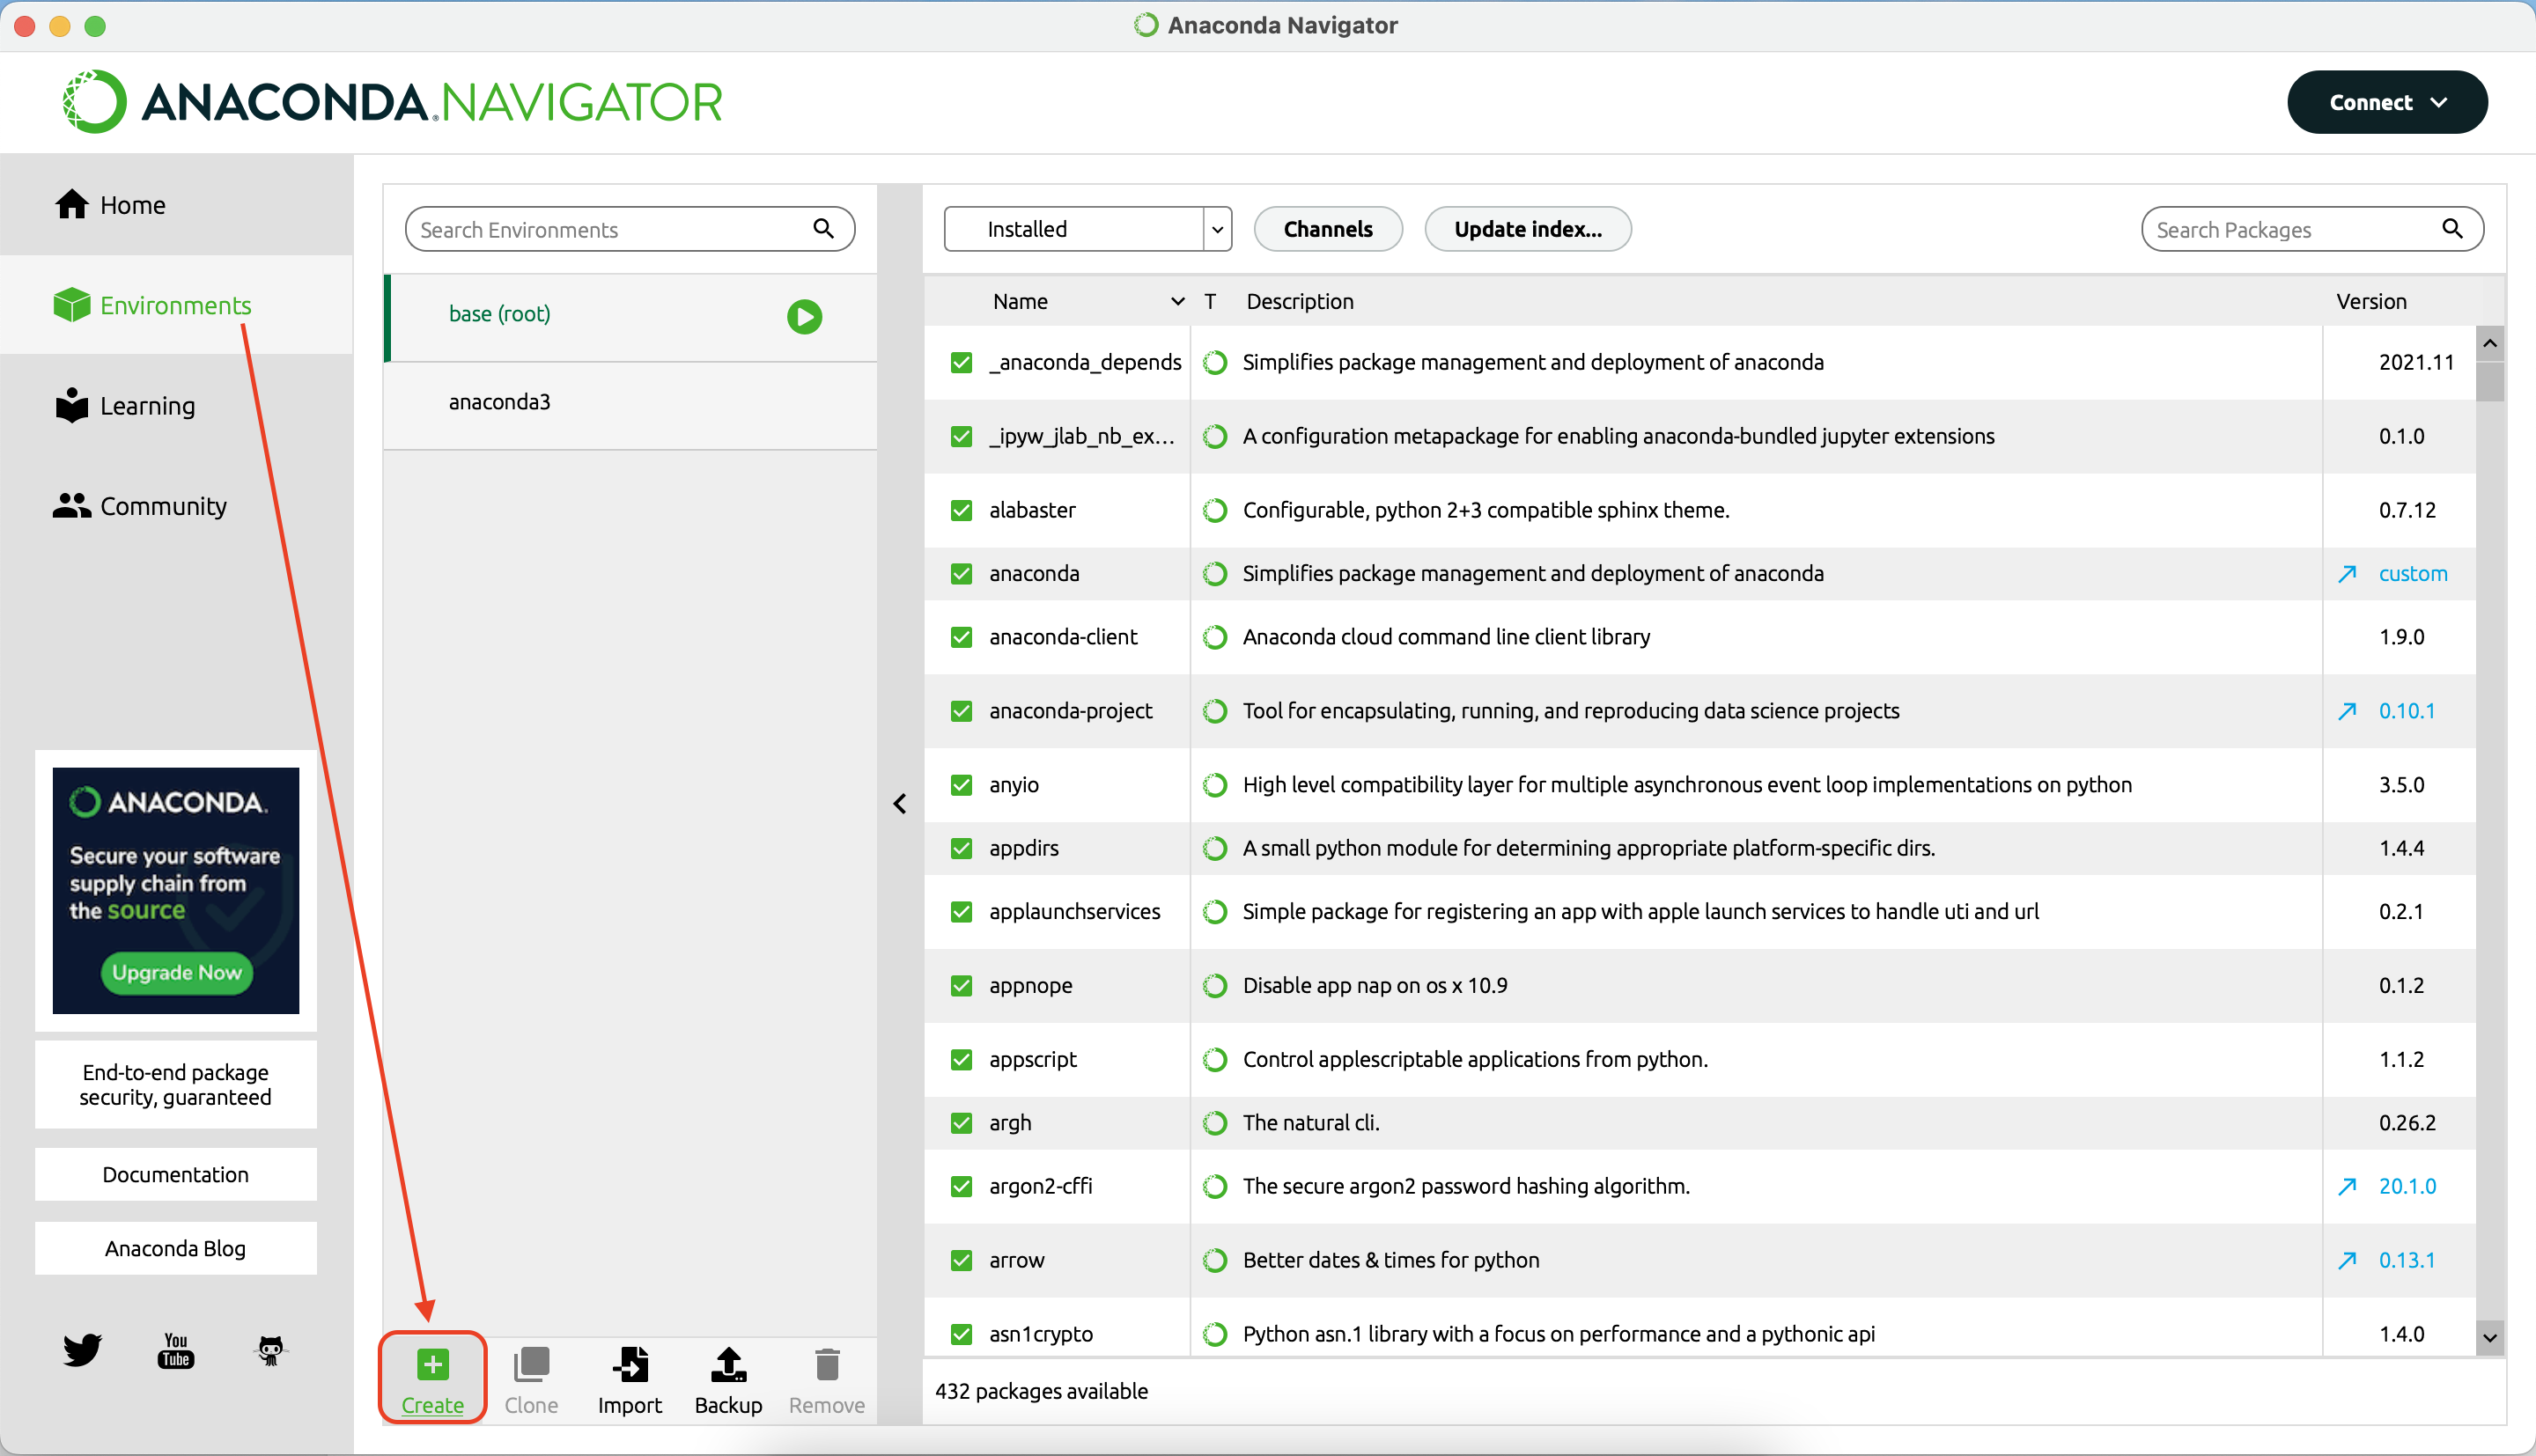 Anaconda Navigator
ANACONDA.NAVIGATOR
Connect
Home
Environments
Learning
Community
ANACONDA.
Secure your software
supply chain from
the source
Upgrade Now
End-to-end package
security, guaranteed
Documentation
Anaconda Blog
You
Tube
Search Environments
base (root)
anaconda3
Create
Clone
Import
Backup
Remove
Installed
Channels
Update index...
Search Packages
Name T Description Version
_anaconda_depends Simplifies package management and deployment of anaconda 2021.11
_ipyw_jlab_nb_ex... A configuration metapackage for enabling anaconda-bundled jupyter extensions 0.1.0
alabaster Configurable, python 2+3 compatible sphinx theme. 0.7.12
anaconda Simplifies package management and deployment of anaconda custom
anaconda-client Anaconda cloud command line client library 1.9.0
anaconda-project Tool for encapsulating, running, and reproducing data science projects 0.10.1
anyio High level compatibility layer for multiple asynchronous event loop implementations on python 3.5.0
appdirs A small python module for determining appropriate platform-specific dirs. 1.4.4
applaunchservices Simple package for registering an app with apple launch services to handle uti and url 0.2.1
appnope Disable app nap on os x 10.9 0.1.2
appscript Control applescriptable applications from python. 1.1.2
argh The natural cli. 0.26.2
argon2-cffi The secure argon2 password hashing algorithm. 20.1.0
arrow Better dates & times for python 0.13.1
asn1crypto Python asn.1 library with a focus on performance and a pythonic api 1.4.0
432 packages available